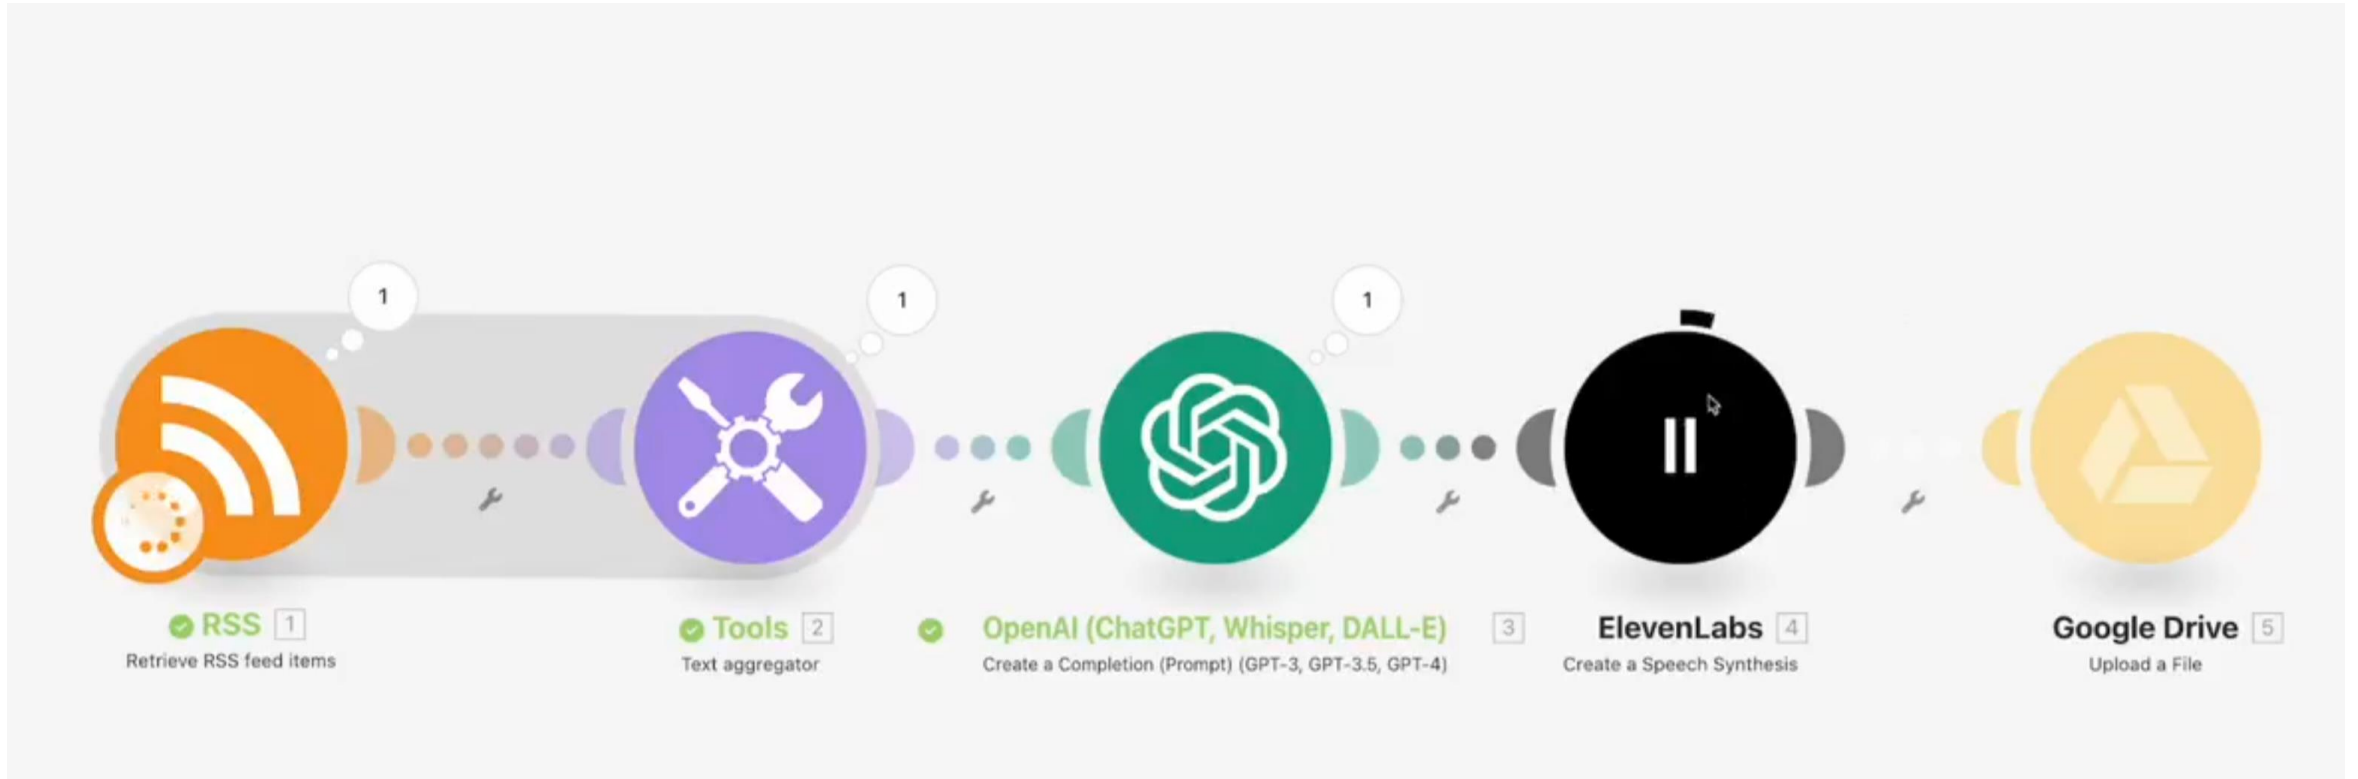 1
1
1
RSS 1
Retrieve RSS feed items
Tools 2
Text aggregator
OpenAI (ChatGPT, Whisper, DALL-E) 3
Create a Completion (Prompt) (GPT-3, GPT-3.5, GPT-4)
ElevenLabs 4
Create a Speech Synthesis
Google Drive 5
Upload a File